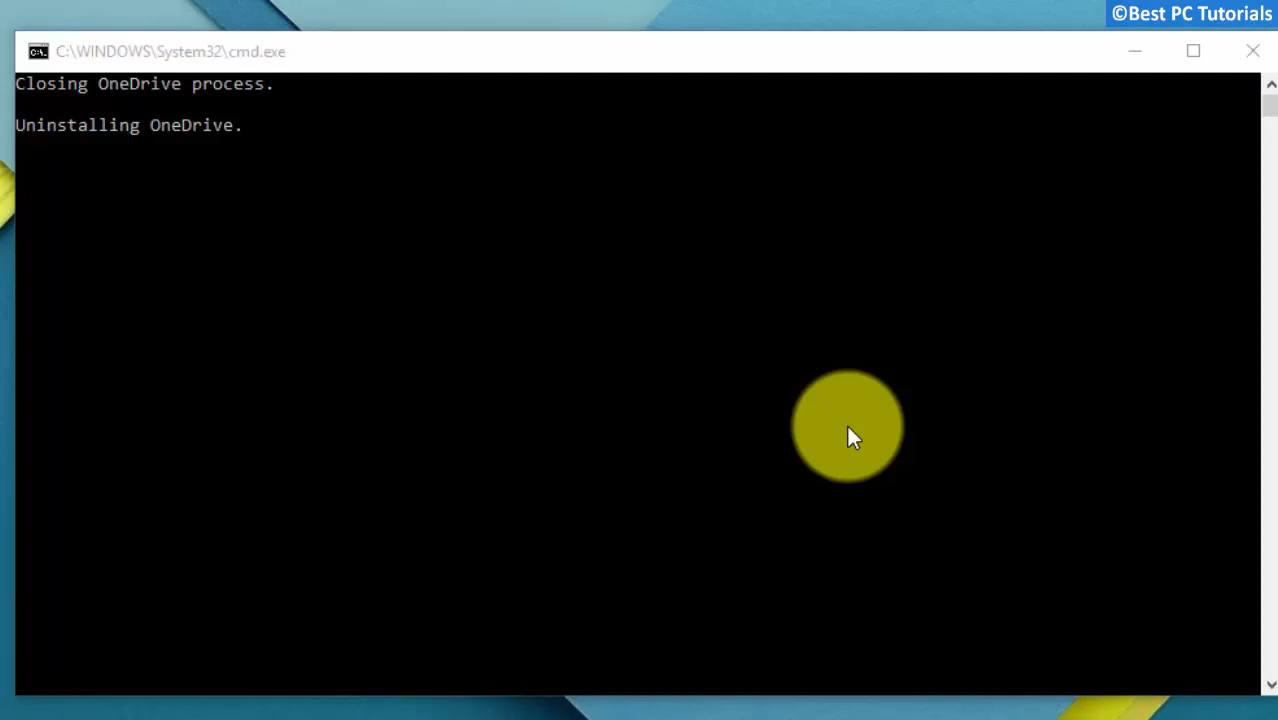 ©Best PC Tutorials
C:\WINDOWS\System32\cmd.exe
Closing OneDrive process.
Uninstalling OneDrive.